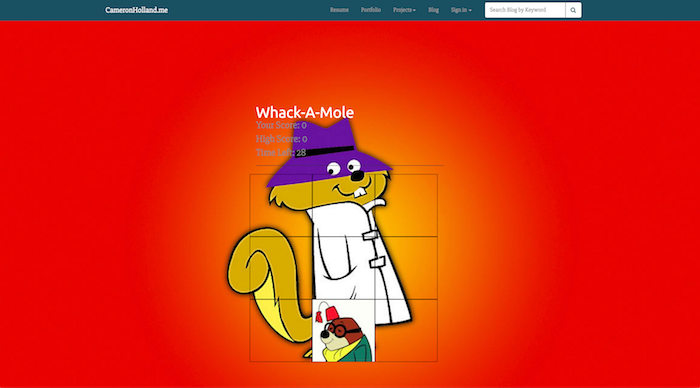 CameronHolland.me
Resume Portfolio Projects Blog Sign in Search Blog by Keyword
Whack-A-Mole
Your Score: 0
High Score: 0
Time Left: 28